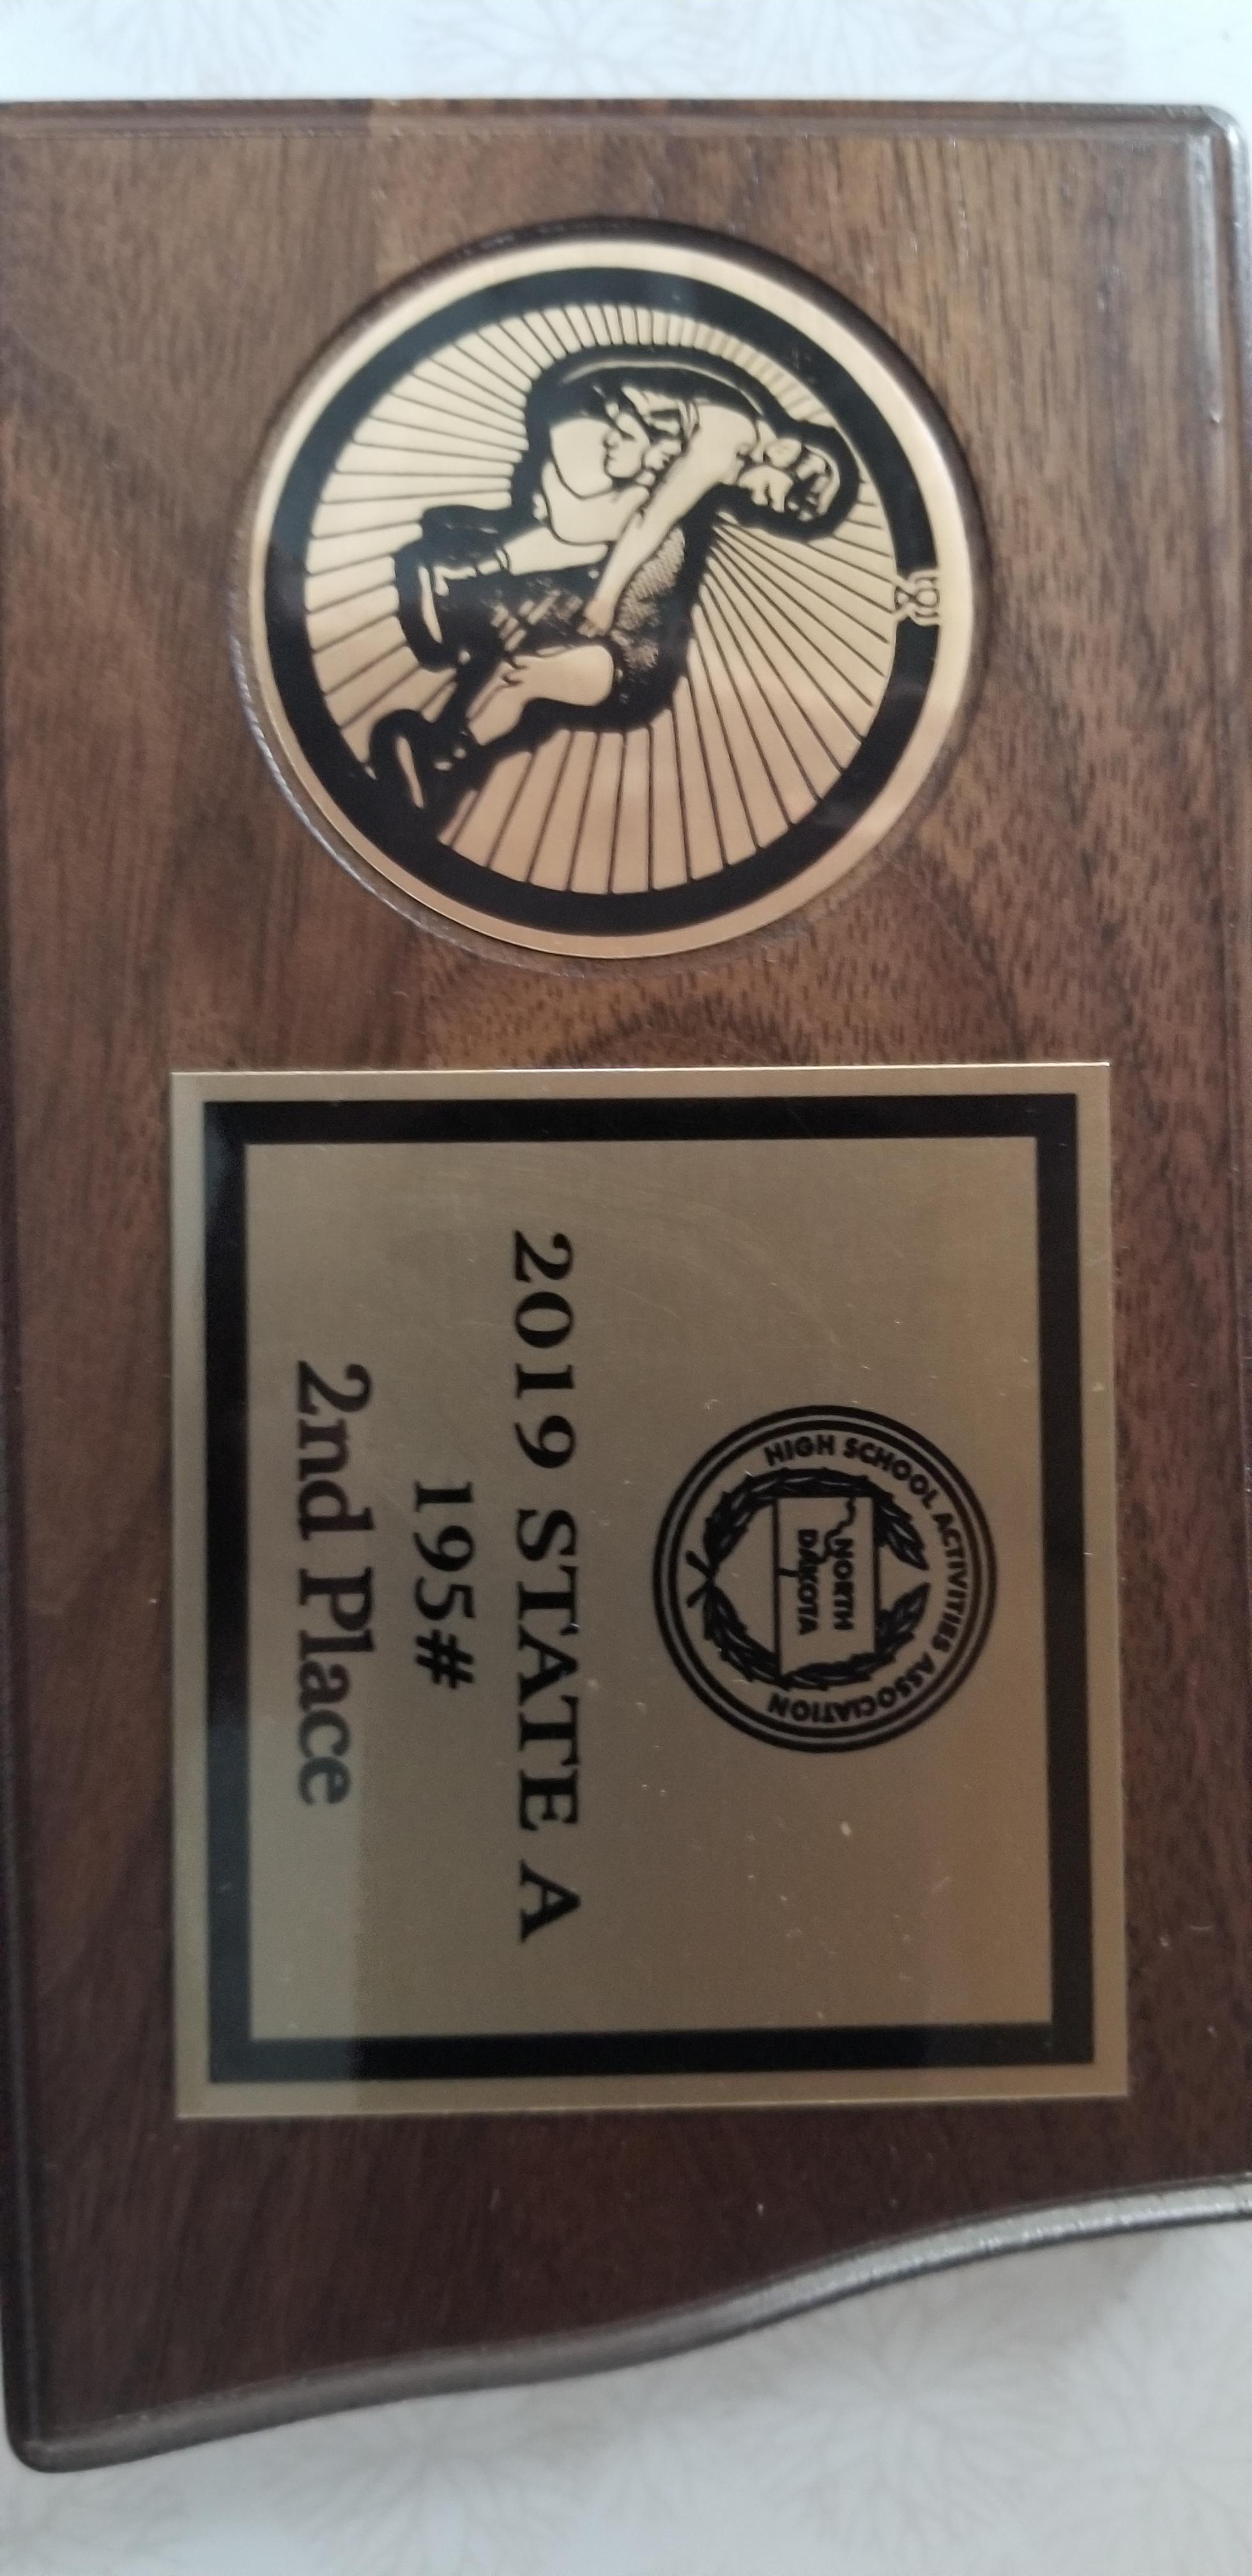 HIGH SCHOOL ACTIVITIES ASSOCIATION
NORTH
DAKOTA
2019 STATE A
195#
2nd Place